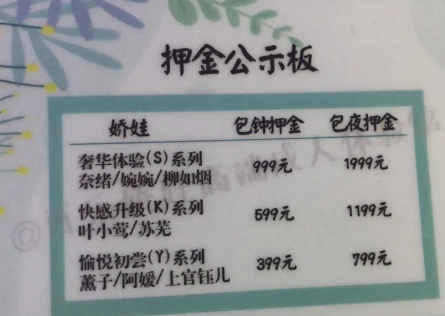 押金公示板
娇娃 包钟押金 包夜押金
奢华体验(S)系列 999元 1999元
奈绪/婉婉/柳如烟
快感升级(K)系列 599元 1199元
叶小莺/苏芜
愉悦初尝(Y)系列 399元 799元
薰子/阿媛/上官钰儿